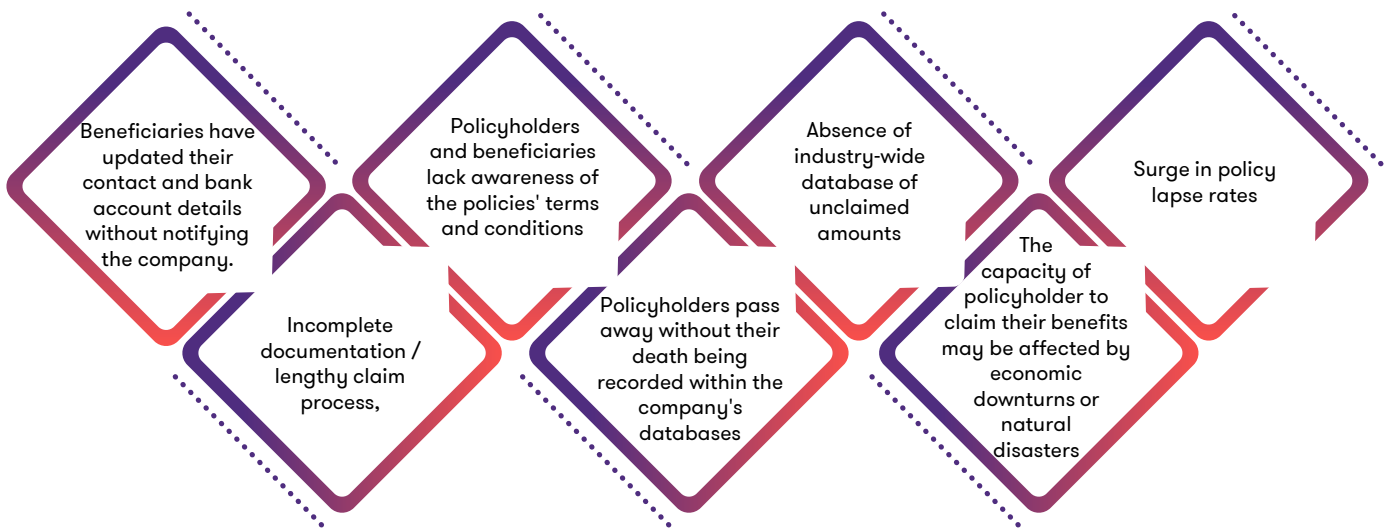 Beneficiaries have
updated their
contact and bank
account details
without notifying
the company.
Incomplete
documentation /
lengthy claim
process,
Policyholders
and beneficiaries
lack awareness of
the policies' terms
and conditions
Policyholders pass
away without their
death being
recorded within the
company's
databases
Absence of
industry-wide
database of
unclaimed
amounts
The
capacity of
policyholder to
claim their benefits
may be affected by
economic
downturns or
natural
disasters
Surge in policy
lapse rates